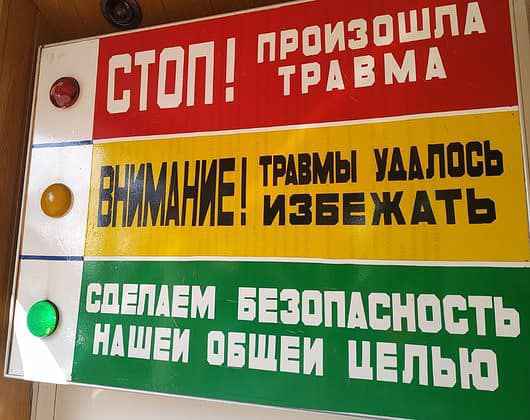 СТОП! ПРОИЗОШЛА
ТРАВМА
ВНИМАНИЕ! ТРАВМЫ УДАЛОСЬ
ИЗБЕЖАТЬ
СДЕЛАЕМ БЕЗОПАСНОСТЬ
НАШЕЙ ОБЩЕЙ ЦЕЛЬЮ